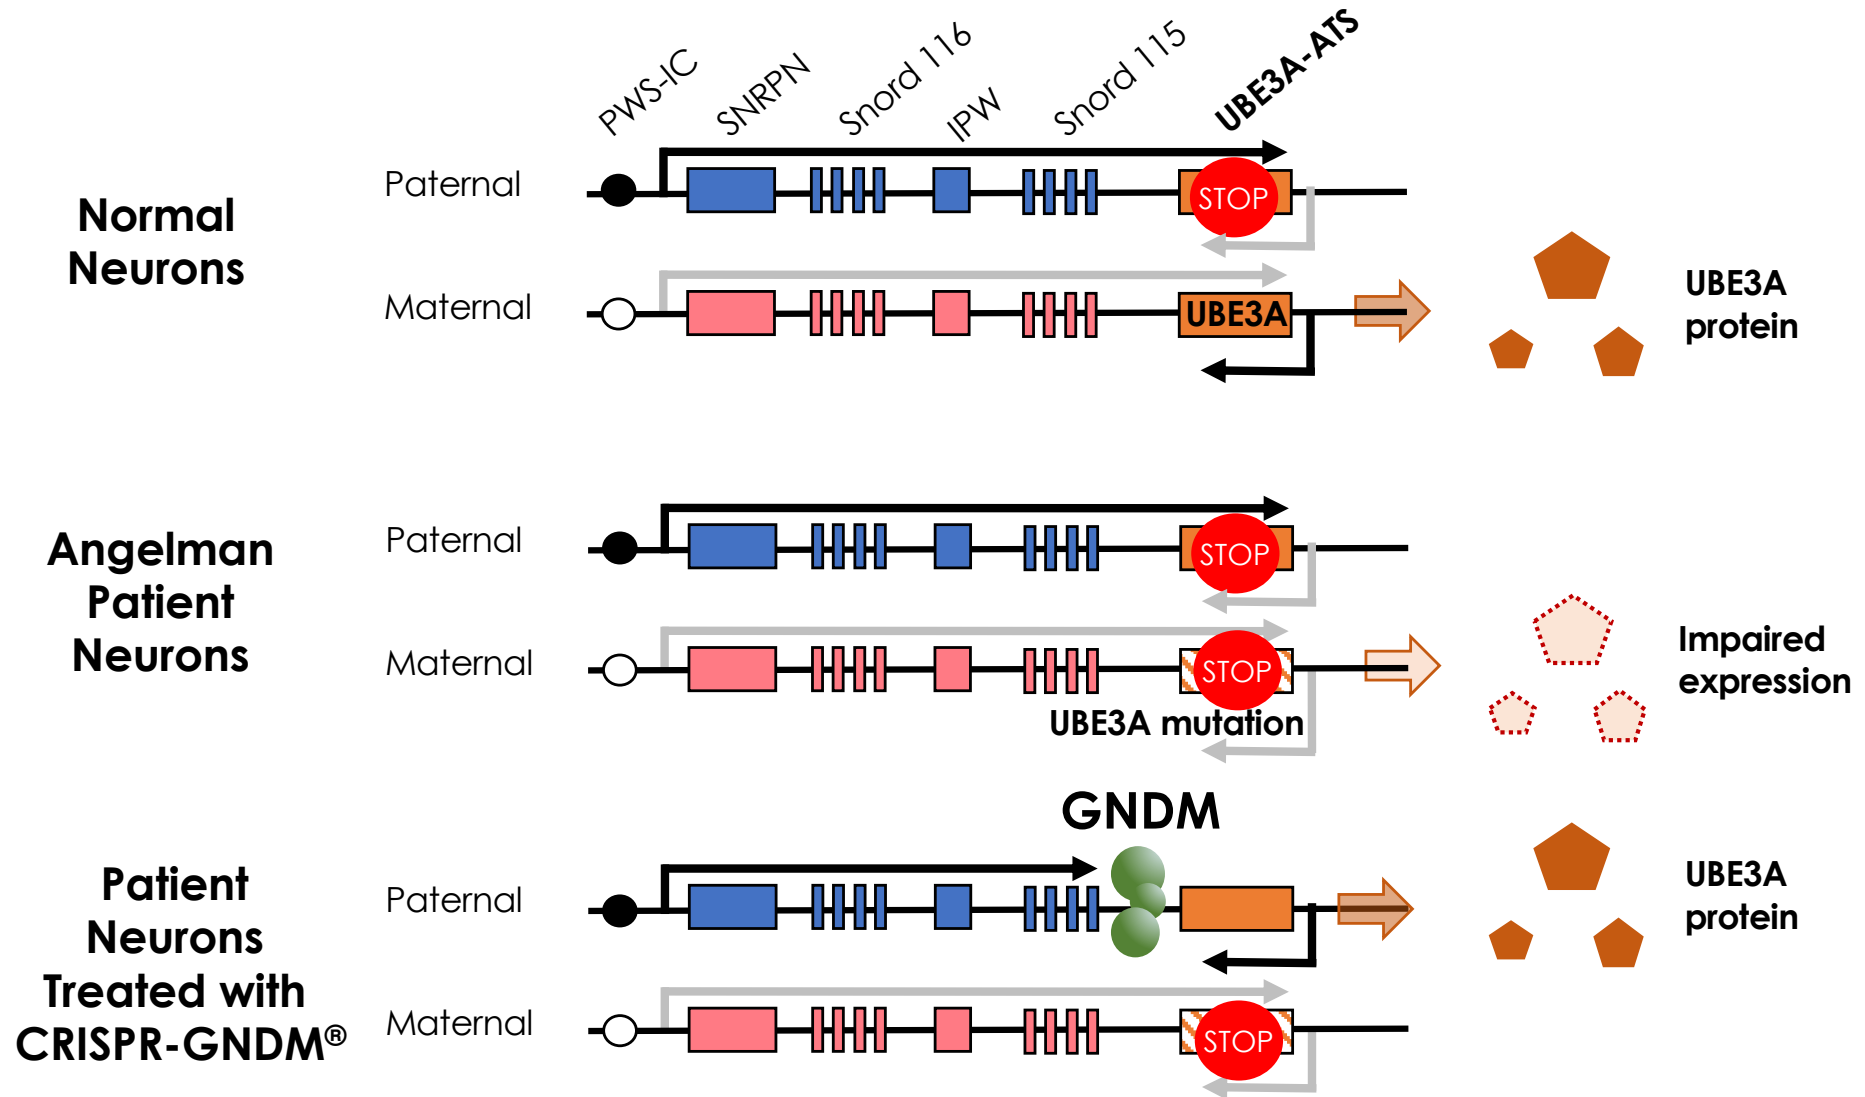 PWS-IC
SNRPN
Snord 116
IPW
Snord 115
UBE3A-ATS
Normal
Neurons
Paternal
STOP
Maternal
UBE3A
UBE3A
protein
Angelman
Patient
Neurons
Paternal
STOP
Maternal
STOP
UBE3A mutation
Impaired
expression
GNDM
Patient
Neurons
Treated with
CRISPR-GNDM®
Paternal
UBE3A
protein
Maternal
STOP